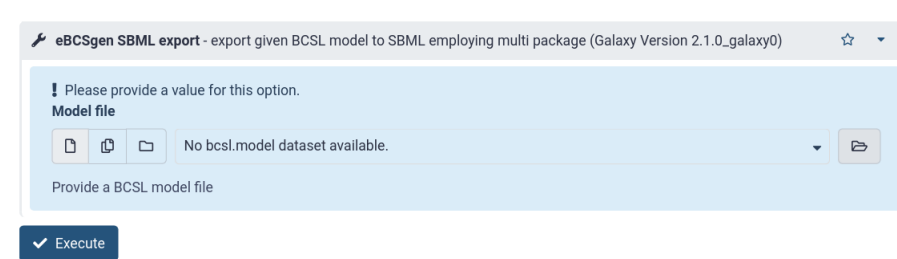 eBCSgen SBML export - export given BCSL model to SBML employing multi package (Galaxy Version 2.1.0_galaxy0)
Please provide a value for this option.
Model file
No bcsl.model dataset available.
Provide a BCSL model file
Execute